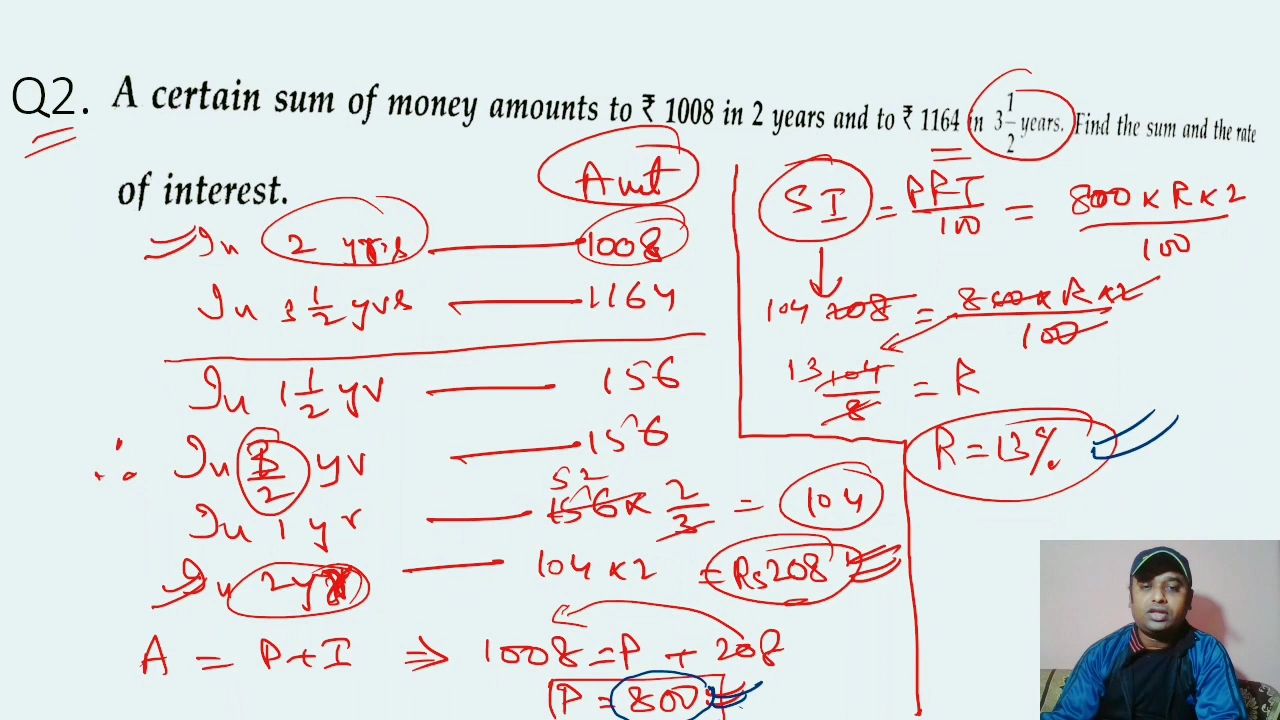 Q2. A certain sum of money amounts to ₹ 1008 in 2 years and to ₹ 1164 in 3 1/2 years. Find the sum and the rate
of interest.
Amt
In 2 yrs — 1008
In 3 1/2 yrs — 1164
In 1 1/2 yr — 156
∴ In 3/2 yr — 156
52
In 1 yr — 156 × 2/3 = 104
In 2 yr — 104 × 2 = Rs 208
A = P+I ⇒ 1008 = P + 208
P = 800
SI = PRT/100 = 800 × R × 2/100
104 208 = 800 × R × 2/100
13 104/8 = R
R = 13%